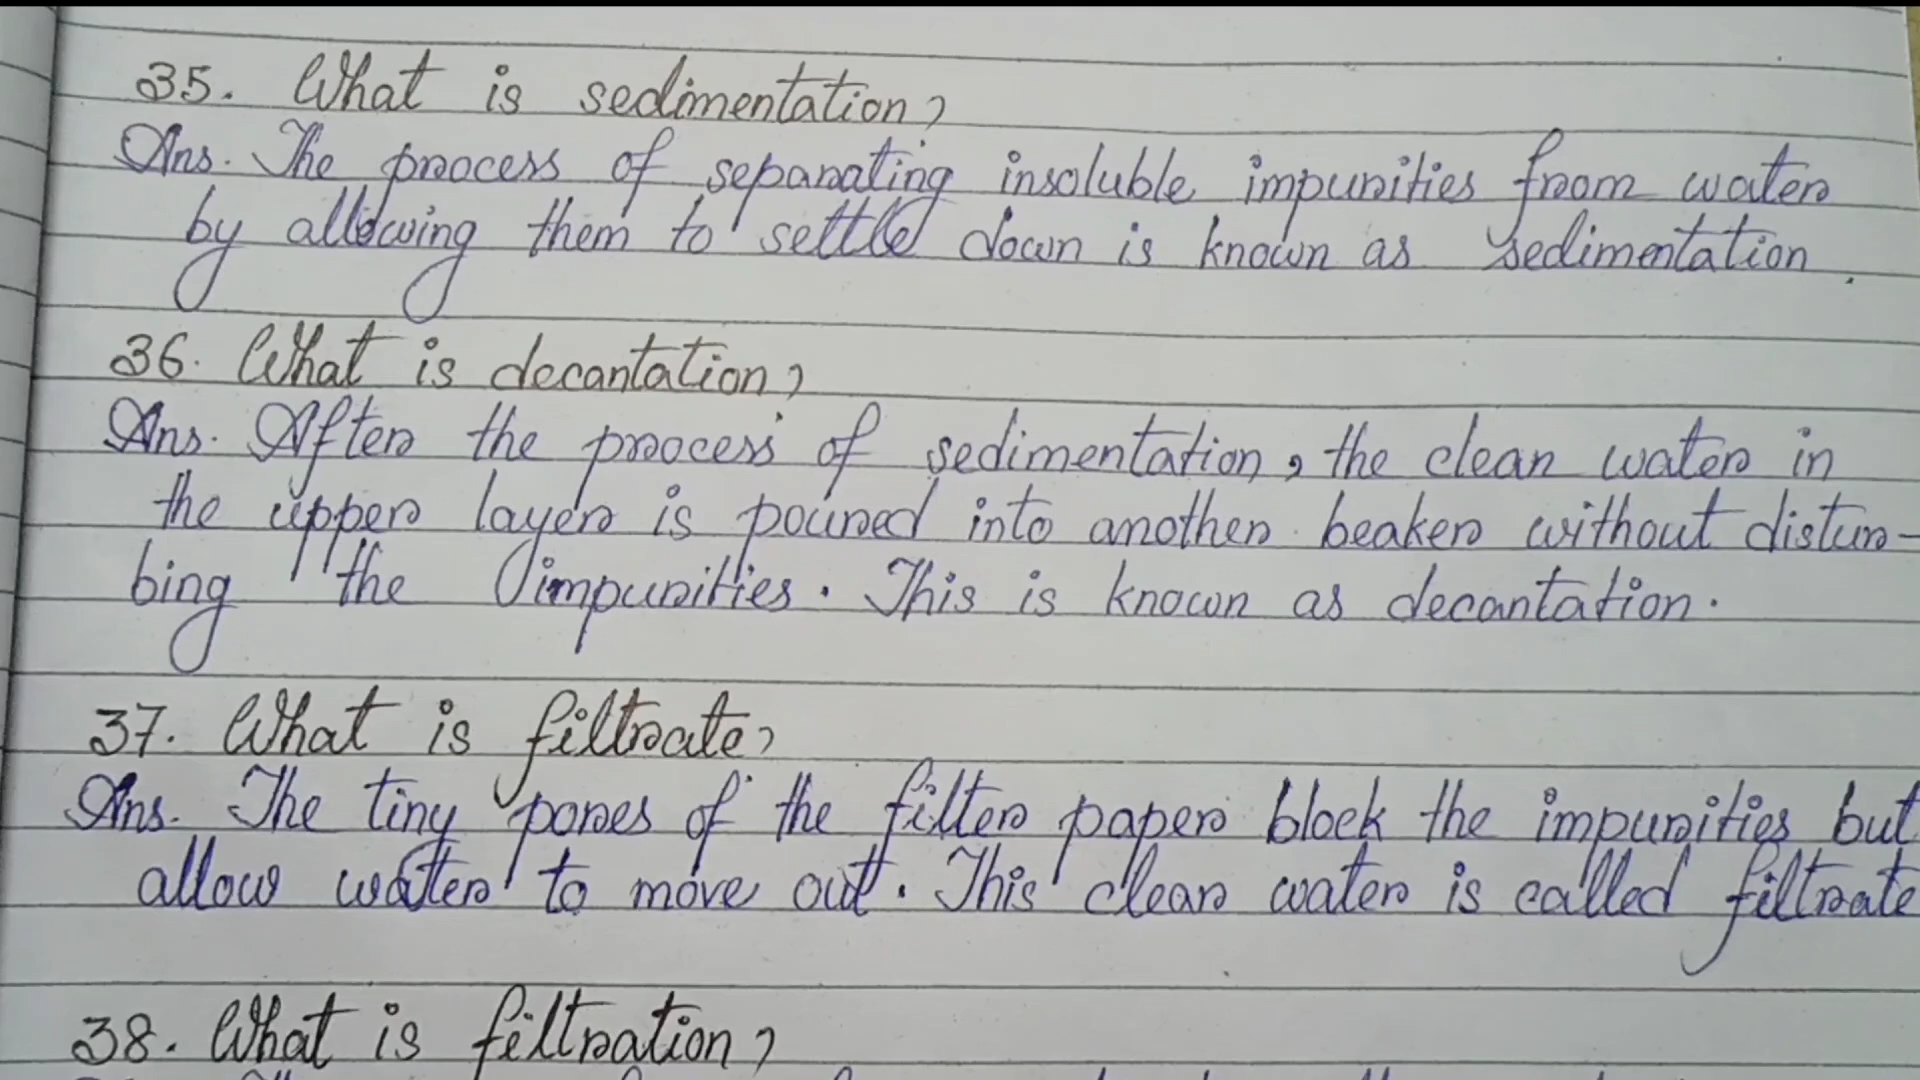 35. What is sedimentation?
Ans. The process of separating insoluble impurities from water
by allowing them to settle down is known as sedimentation.
36. What is decantation?
Ans. After the process of sedimentation, the clean water in
the upper layer is poured into another beaker without distur-
bing the impurities. This is known as decantation.
37. What is filtrate?
Ans. The tiny pores of the filter paper block the impurities but
allow water to move out. This clean water is called filtrate
38. What is filtration?